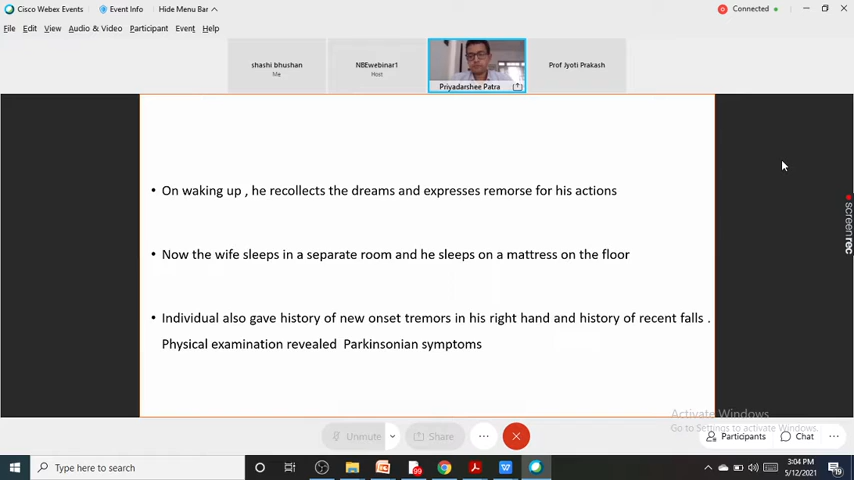 Cisco Webex Events
Event Info
Hide Menu Bar
Connected
File Edit View Audio & Video Participant Event Help
shashi bhushan
Me
NBEwebinar1
Host
Priyadarshee Patra
Prof Jyoti Prakash
• On waking up , he recollects the dreams and expresses remorse for his actions
• Now the wife sleeps in a separate room and he sleeps on a mattress on the floor
• Individual also gave history of new onset tremors in his right hand and history of recent falls .
Physical examination revealed Parkinsonian symptoms
screenrec
Activate Windows
Go to Settings to activate Windows.
Unmute
Share
Participants
Chat
Type here to search
99
3:04 PM
5/12/2021
19